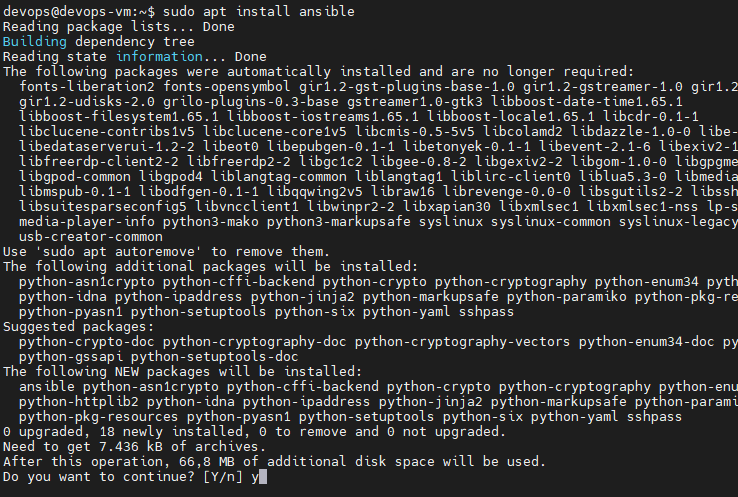 devops@devops-vm:~$ sudo apt install ansible
Reading package lists... Done
Building dependency tree
Reading state information... Done
The following packages were automatically installed and are no longer required:
  fonts-liberation2 fonts-opensymbol gir1.2-gst-plugins-base-1.0 gir1.2-gstreamer-1.0 gir1.2
  gir1.2-udisks-2.0 grilo-plugins-0.3-base gstreamer1.0-gtk3 libboost-date-time1.65.1
  libboost-filesystem1.65.1 libboost-iostreams1.65.1 libboost-locale1.65.1 libcdr-0.1-1
  libclucene-contribs1v5 libclucene-core1v5 libcmis-0.5-5v5 libcolamd2 libdazzle-1.0-0 libe-
  libedataserverui-1.2-2 libeot0 libepubgen-0.1-1 libetonyek-0.1-1 libevent-2.1-6 libexiv2-1
  libfreerdp-client2-2 libfreerdp2-2 libgc1c2 libgee-0.8-2 libgexiv2-2 libgom-1.0-0 libgpgme
  libgpod-common libgpod4 liblangtag-common liblangtag1 liblirc-client0 liblua5.3-0 libmedia
  libmspub-0.1-1 libodfgen-0.1-1 libqqwing2v5 libraw16 librevenge-0.0-0 libsgutils2-2 libssh
  libsuitesparseconfig5 libvncclient1 libwinpr2-2 libxapian30 libxmlsec1 libxmlsec1-nss lp-s
  media-player-info python3-mako python3-markupsafe syslinux syslinux-common syslinux-legacy
  usb-creator-common
Use 'sudo apt autoremove' to remove them.
The following additional packages will be installed:
  python-asn1crypto python-cffi-backend python-crypto python-cryptography python-enum34 pyth
  python-idna python-ipaddress python-jinja2 python-markupsafe python-paramiko python-pkg-re
  python-pyasn1 python-setuptools python-six python-yaml sshpass
Suggested packages:
  python-crypto-doc python-cryptography-doc python-cryptography-vectors python-enum34-doc py
  python-gssapi python-setuptools-doc
The following NEW packages will be installed:
  ansible python-asn1crypto python-cffi-backend python-crypto python-cryptography python-enu
  python-httplib2 python-idna python-ipaddress python-jinja2 python-markupsafe python-parami
  python-pkg-resources python-pyasn1 python-setuptools python-six python-yaml sshpass
0 upgraded, 18 newly installed, 0 to remove and 0 not upgraded.
Need to get 7.436 kB of archives.
After this operation, 66,8 MB of additional disk space will be used.
Do you want to continue? [Y/n] y